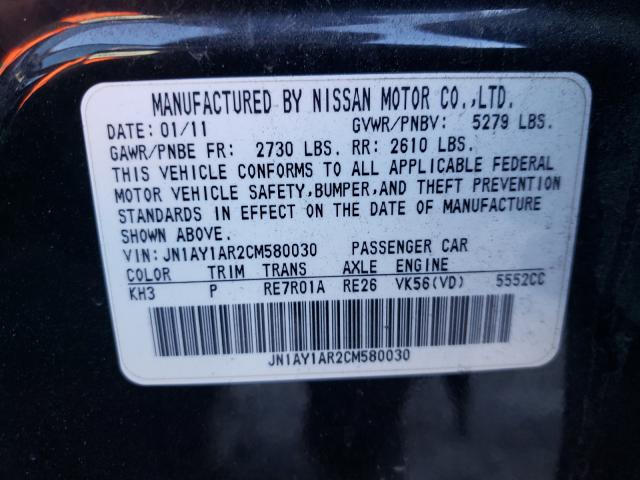 MANUFACTURED BY NISSAN MOTOR CO.,LTD.
DATE: 01/11 GVWR/PNBV: 5279 LBS.
GAWR/PNBE FR: 2730 LBS. RR: 2610 LBS.
THIS VEHICLE CONFORMS TO ALL APPLICABLE FEDERAL
MOTOR VEHICLE SAFETY,BUMPER,AND THEFT PREVENTION
STANDARDS IN EFFECT ON THE DATE OF MANUFACTURE
SHOWN ABOVE.
VIN: JN1AY1AR2CM580030 PASSENGER CAR
COLOR TRIM TRANS AXLE ENGINE
KH3 P RE7R01A RE26 VK56(VD) 5552CC
JN1AY1AR2CM580030